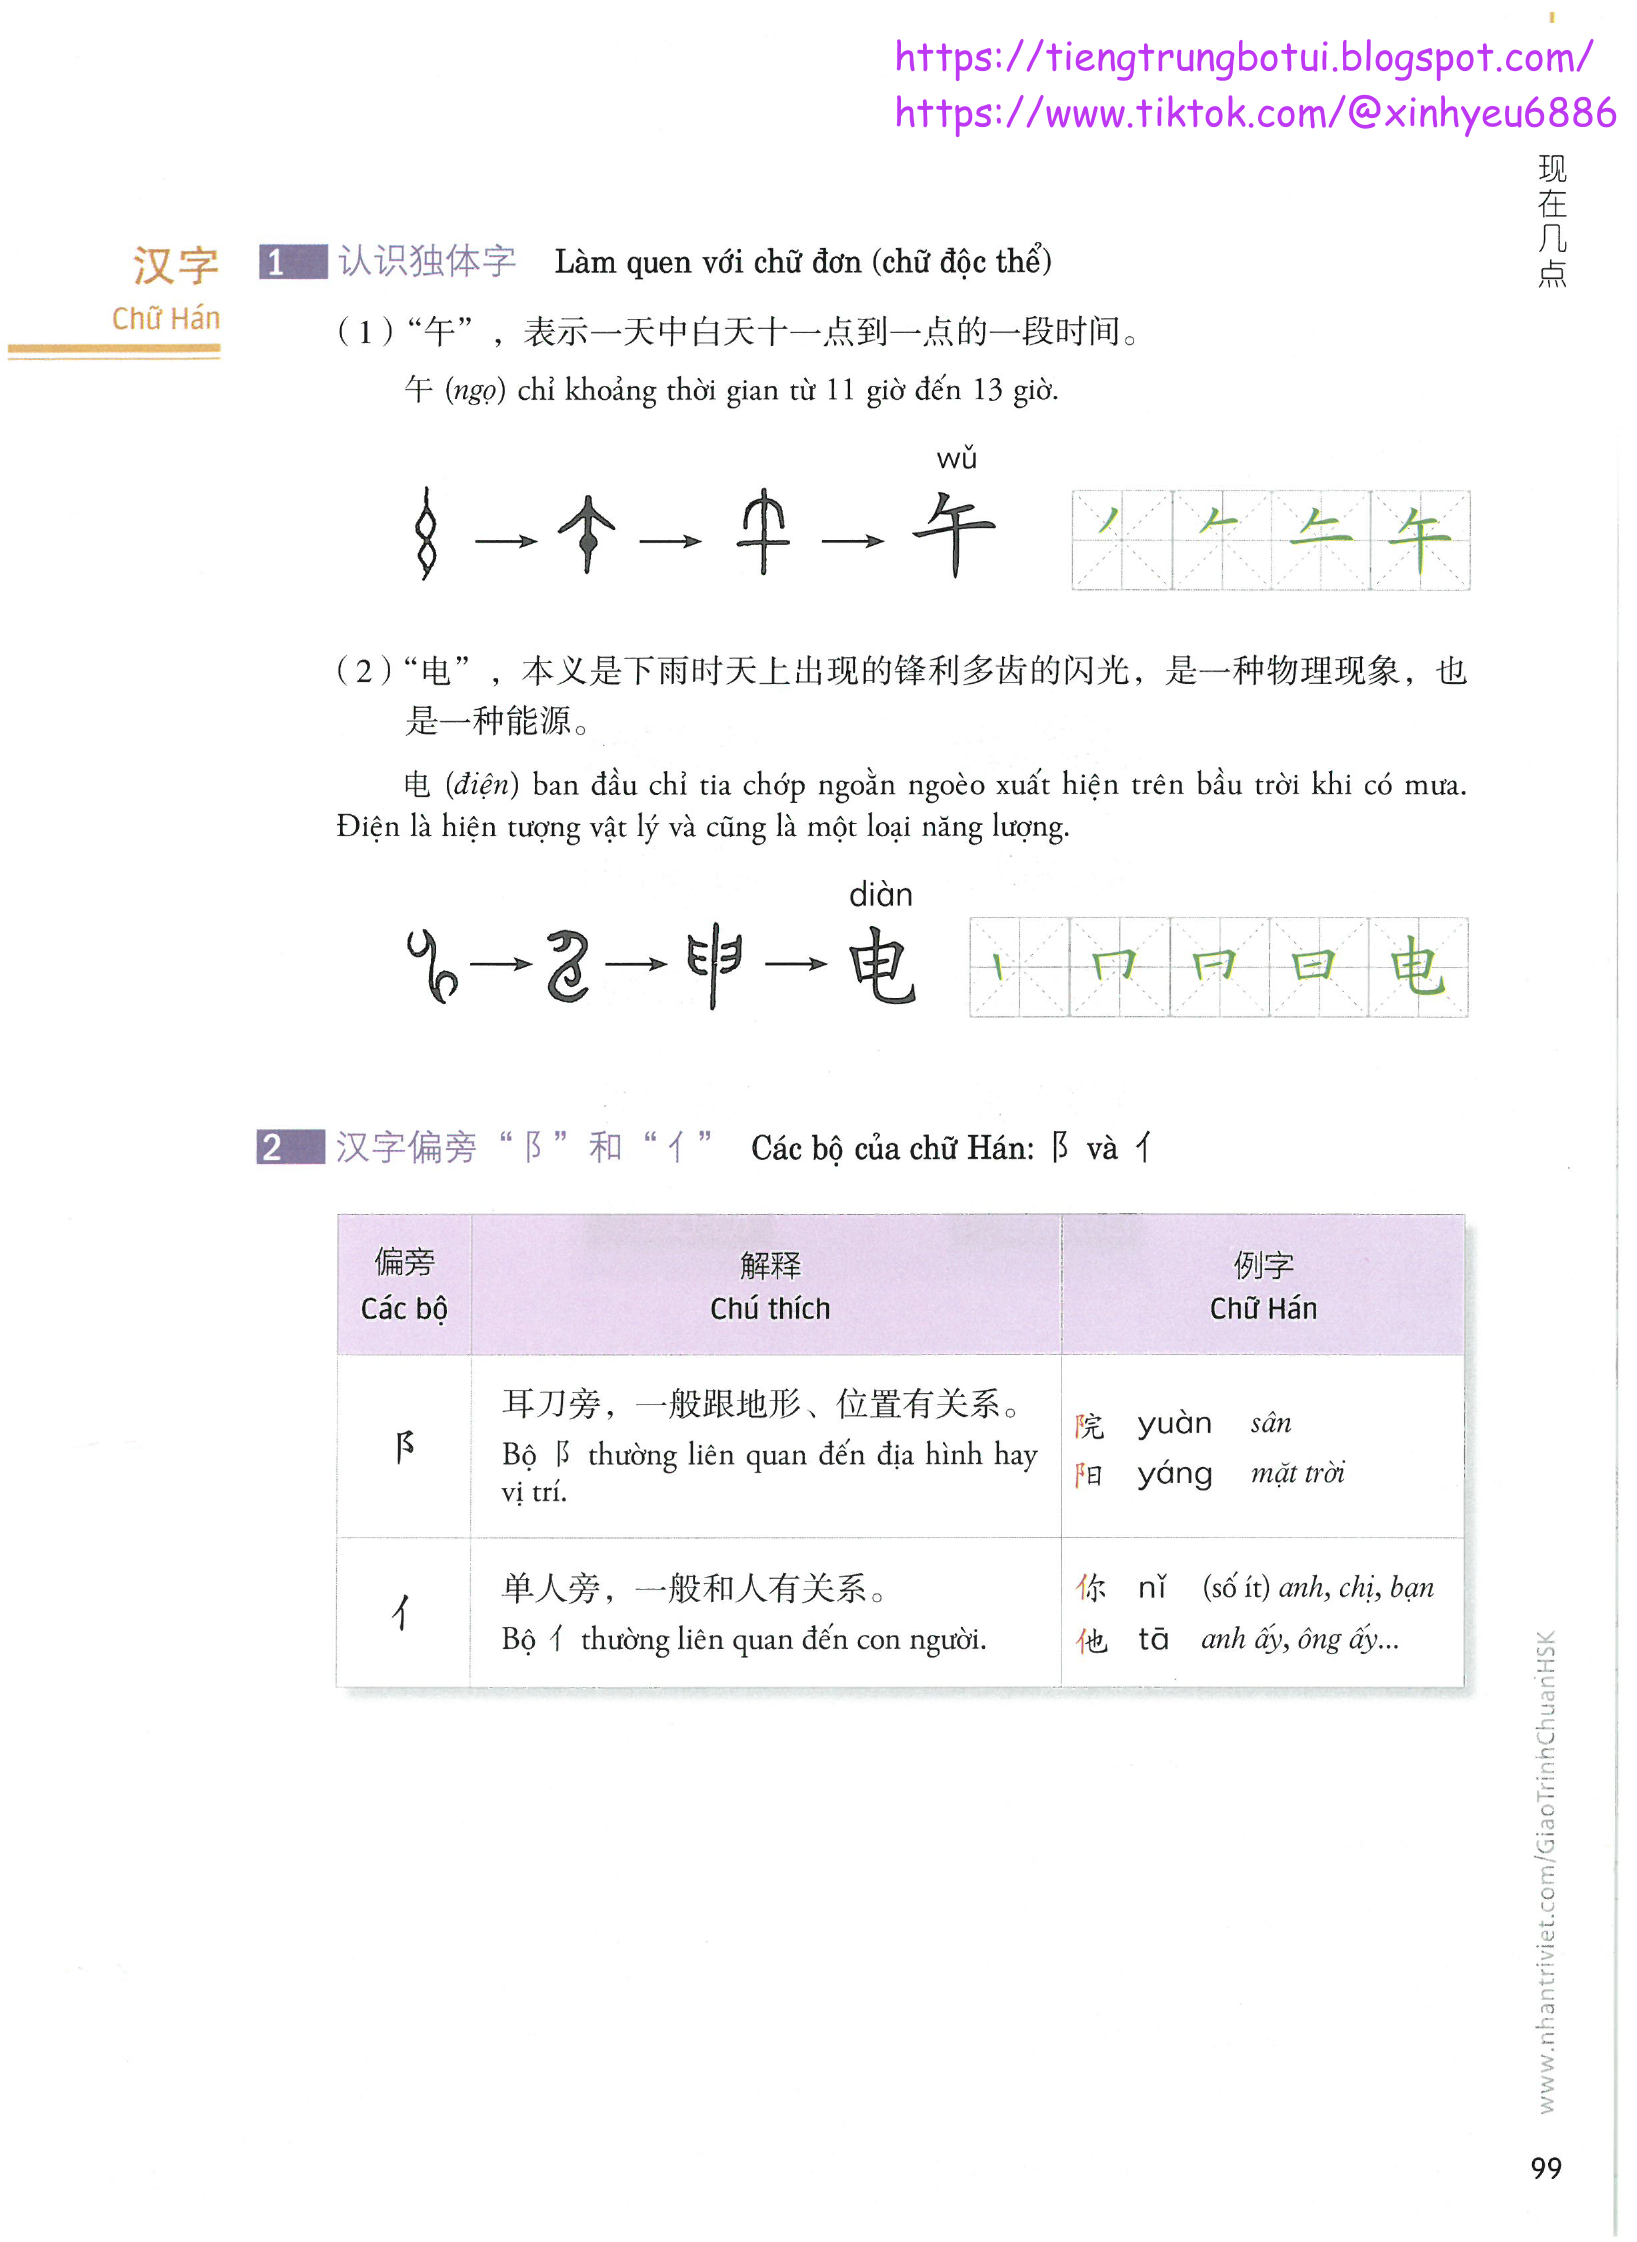 https://tiengtrungbotui.blogspot.com/
https://www.tiktok.com/@xinhyeu6886
现在几点
汉字
Chữ Hán
1 认识独体字 Làm quen với chữ đơn (chữ độc thể)
（1）“午”，表示一天中白天十一点到一点的一段时间。
午 (ngọ) chỉ khoảng thời gian từ 11 giờ đến 13 giờ.
wǔ
午
（2）“电”，本义是下雨时天上出现的锋利多齿的闪光，是一种物理现象，也
是一种能源。
电 (điện) ban đầu chỉ tia chớp ngoằn ngoèo xuất hiện trên bầu trời khi có mưa.
Điện là hiện tượng vật lý và cũng là một loại năng lượng.
diàn
电
2 汉字偏旁“阝”和“亻” Các bộ của chữ Hán: 阝 và 亻
偏旁 解释 例字
Các bộ Chú thích Chữ Hán
阝
耳刀旁，一般跟地形、位置有关系。
Bộ 阝 thường liên quan đến địa hình hay
vị trí.
院 yuàn sân
阳 yáng mặt trời
亻
单人旁，一般和人有关系。
Bộ 亻 thường liên quan đến con người.
你 nǐ (số ít) anh, chị, bạn
他 tā anh ấy, ông ấy...
www.nhantriviet.com/GiaoTrinhChuanHSK
99